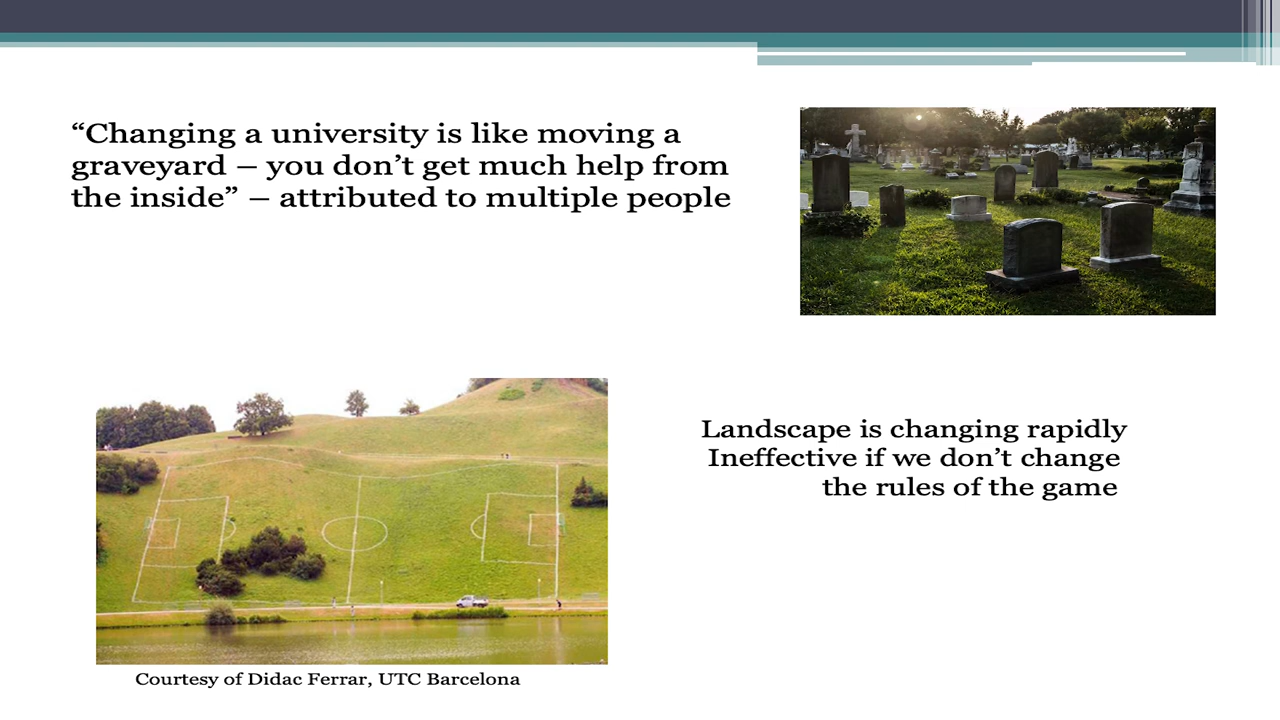 “Changing a university is like moving a
graveyard – you don’t get much help from
the inside” – attributed to multiple people
Landscape is changing rapidly
Ineffective if we don’t change
the rules of the game
Courtesy of Didac Ferrar, UTC Barcelona